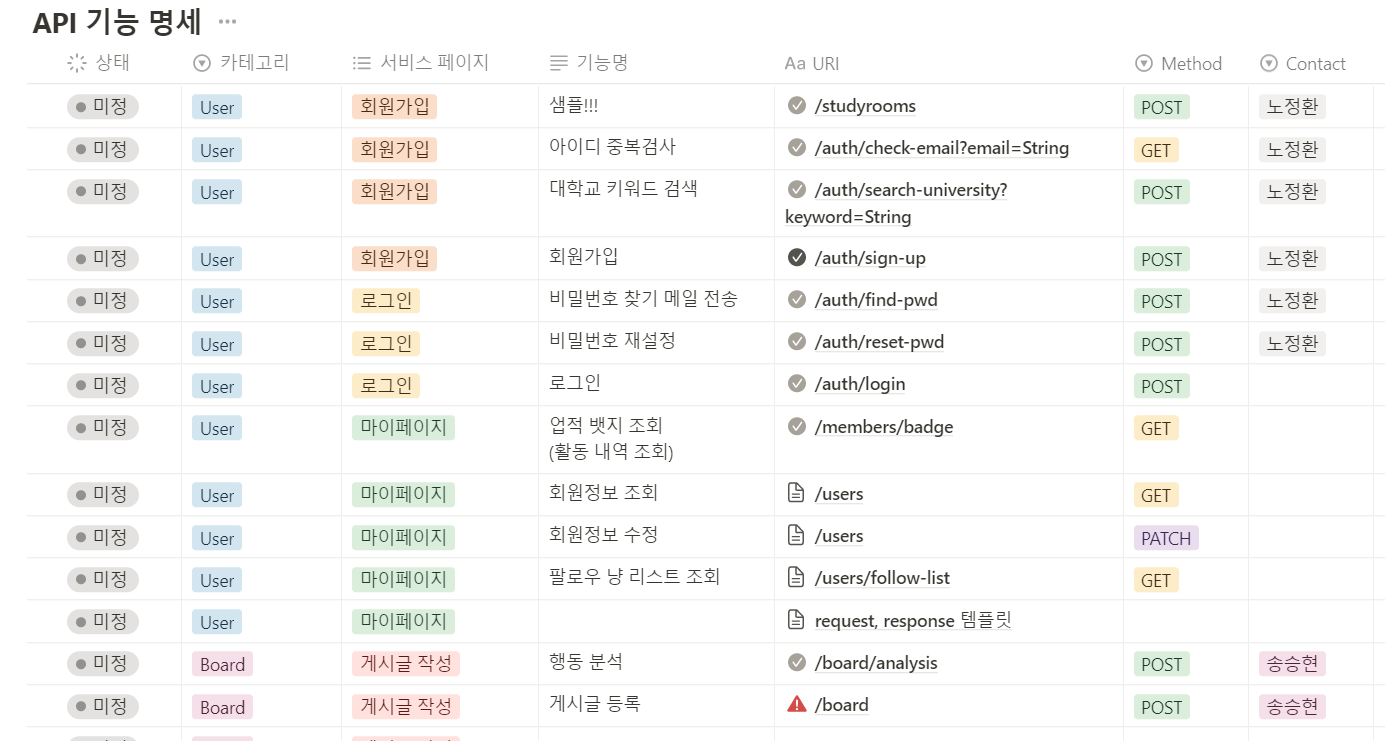 API 기능 명세 ···
상태 카테고리 서비스 페이지 기능명 Aa URI Method Contact
미정 User 회원가입 샘플!!! /studyrooms POST 노정환
미정 User 회원가입 아이디 중복검사 /auth/check-email?email=String GET 노정환
미정 User 회원가입 대학교 키워드 검색 /auth/search-university? POST 노정환
keyword=String
미정 User 회원가입 회원가입 /auth/sign-up POST 노정환
미정 User 로그인 비밀번호 찾기 메일 전송 /auth/find-pwd POST 노정환
미정 User 로그인 비밀번호 재설정 /auth/reset-pwd POST 노정환
미정 User 로그인 로그인 /auth/login POST
미정 User 마이페이지 업적 뱃지 조회 /members/badge GET
(활동 내역 조회)
미정 User 마이페이지 회원정보 조회 /users GET
미정 User 마이페이지 회원정보 수정 /users PATCH
미정 User 마이페이지 팔로우 냥 리스트 조회 /users/follow-list GET
미정 User 마이페이지 request, response 템플릿
미정 Board 게시글 작성 행동 분석 /board/analysis POST 송승현
미정 Board 게시글 작성 게시글 등록 /board POST 송승현